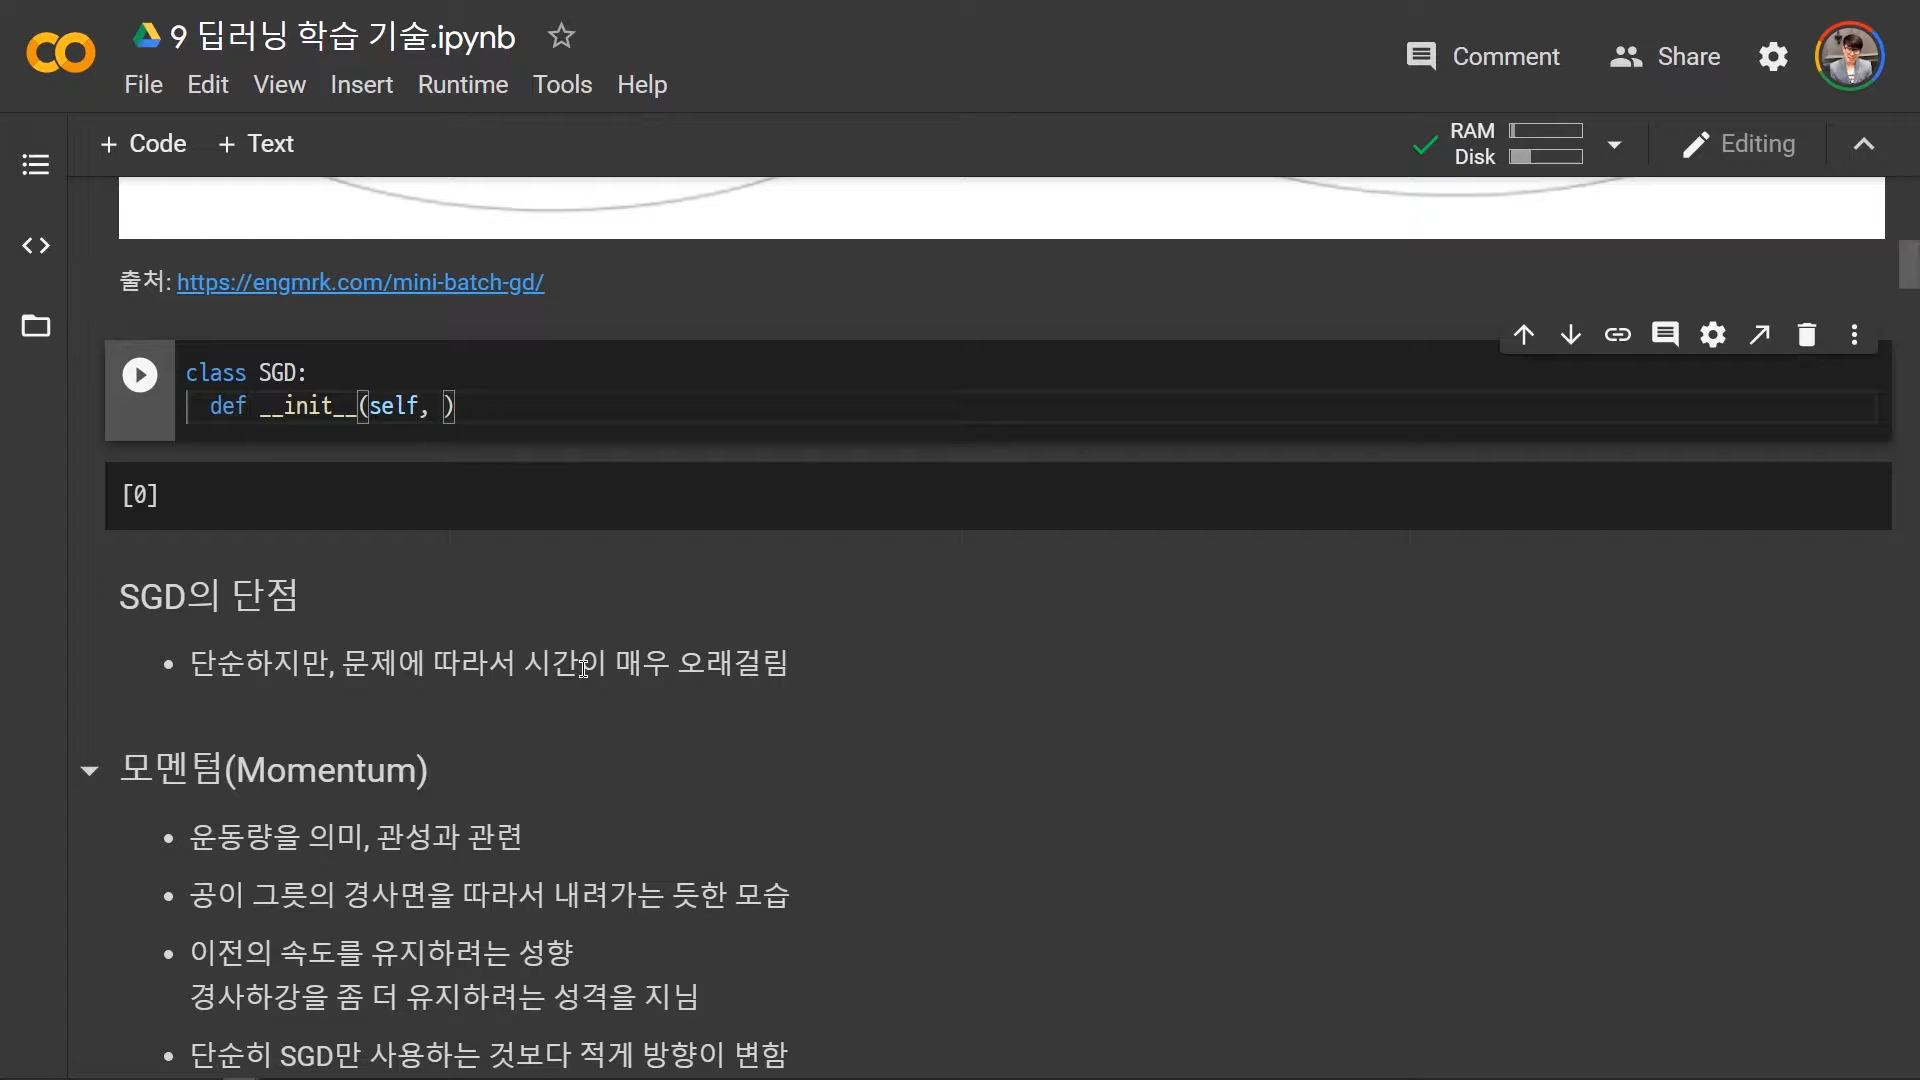 9 딥러닝 학습 기술.ipynb
File Edit View Insert Runtime Tools Help
Comment
Share
+ Code + Text
RAM
Disk
Editing
출처: https://engmrk.com/mini-batch-gd/
class SGD:
def __init__(self, )
[0]
SGD의 단점
• 단순하지만, 문제에 따라서 시간이 매우 오래걸림
모멘텀(Momentum)
• 운동량을 의미, 관성과 관련
• 공이 그릇의 경사면을 따라서 내려가는 듯한 모습
• 이전의 속도를 유지하려는 성향
경사하강을 좀 더 유지하려는 성격을 지님
• 단순히 SGD만 사용하는 것보다 적게 방향이 변함